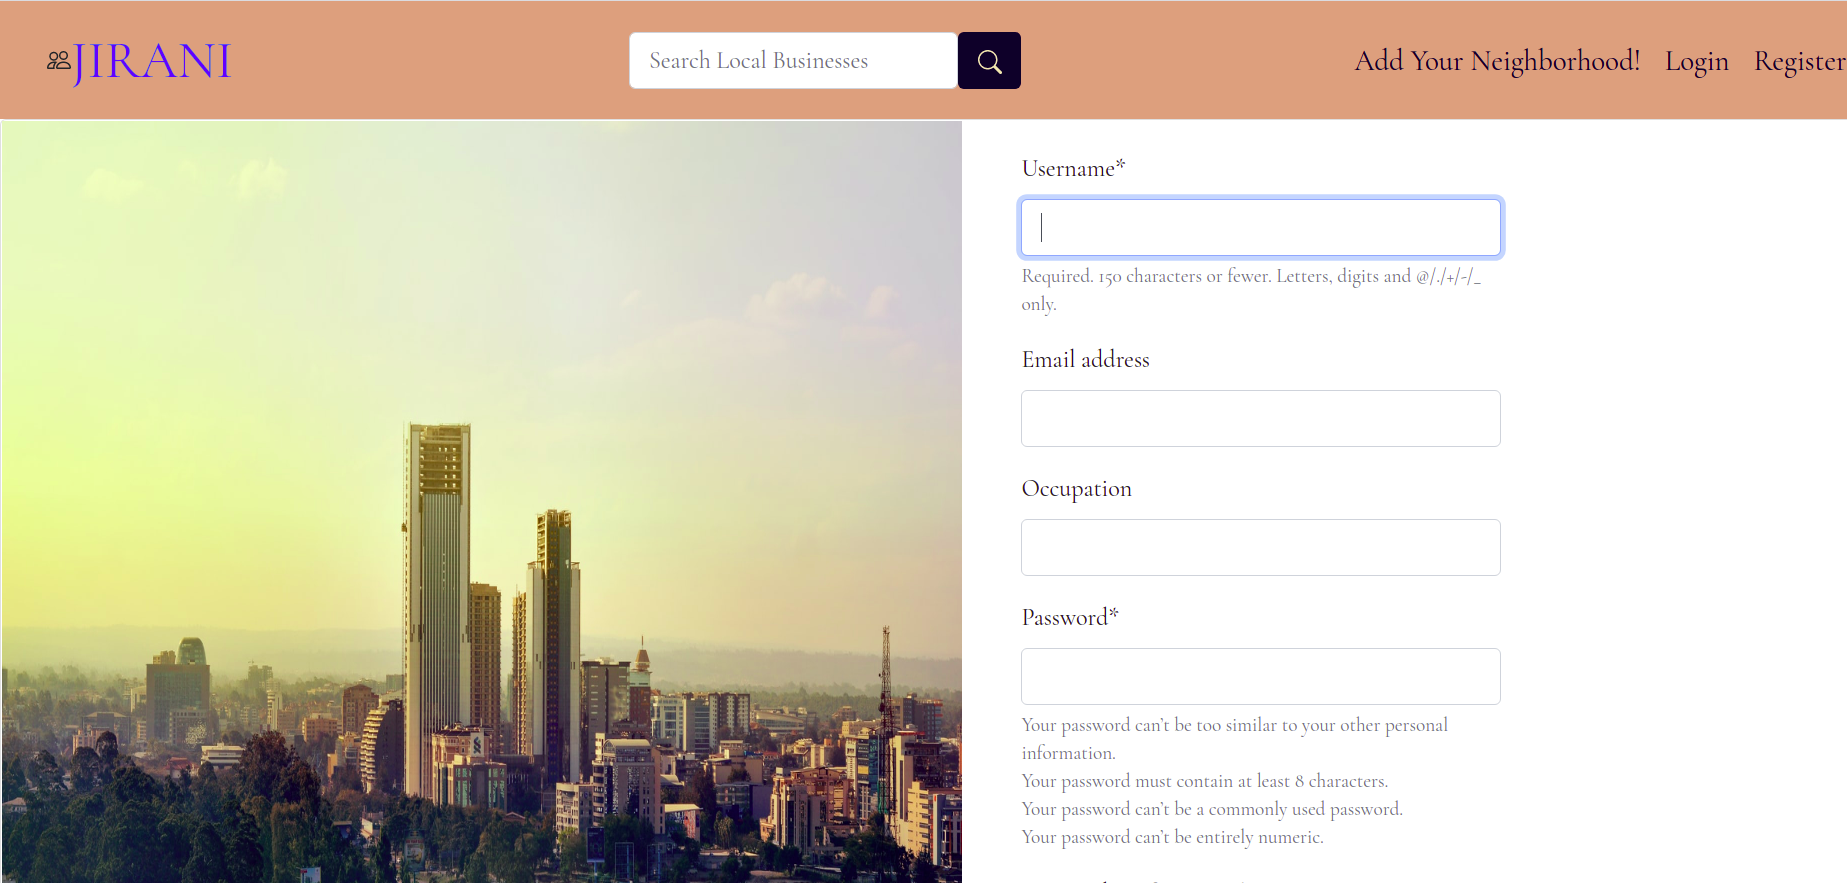 JIRANI
Search Local Businesses
Add Your Neighborhood!
Login
Register
Username*
Required. 150 characters or fewer. Letters, digits and @/./+/-/_
only.
Email address
Occupation
Password*
Your password can't be too similar to your other personal
information.
Your password must contain at least 8 characters.
Your password can't be a commonly used password.
Your password can't be entirely numeric.